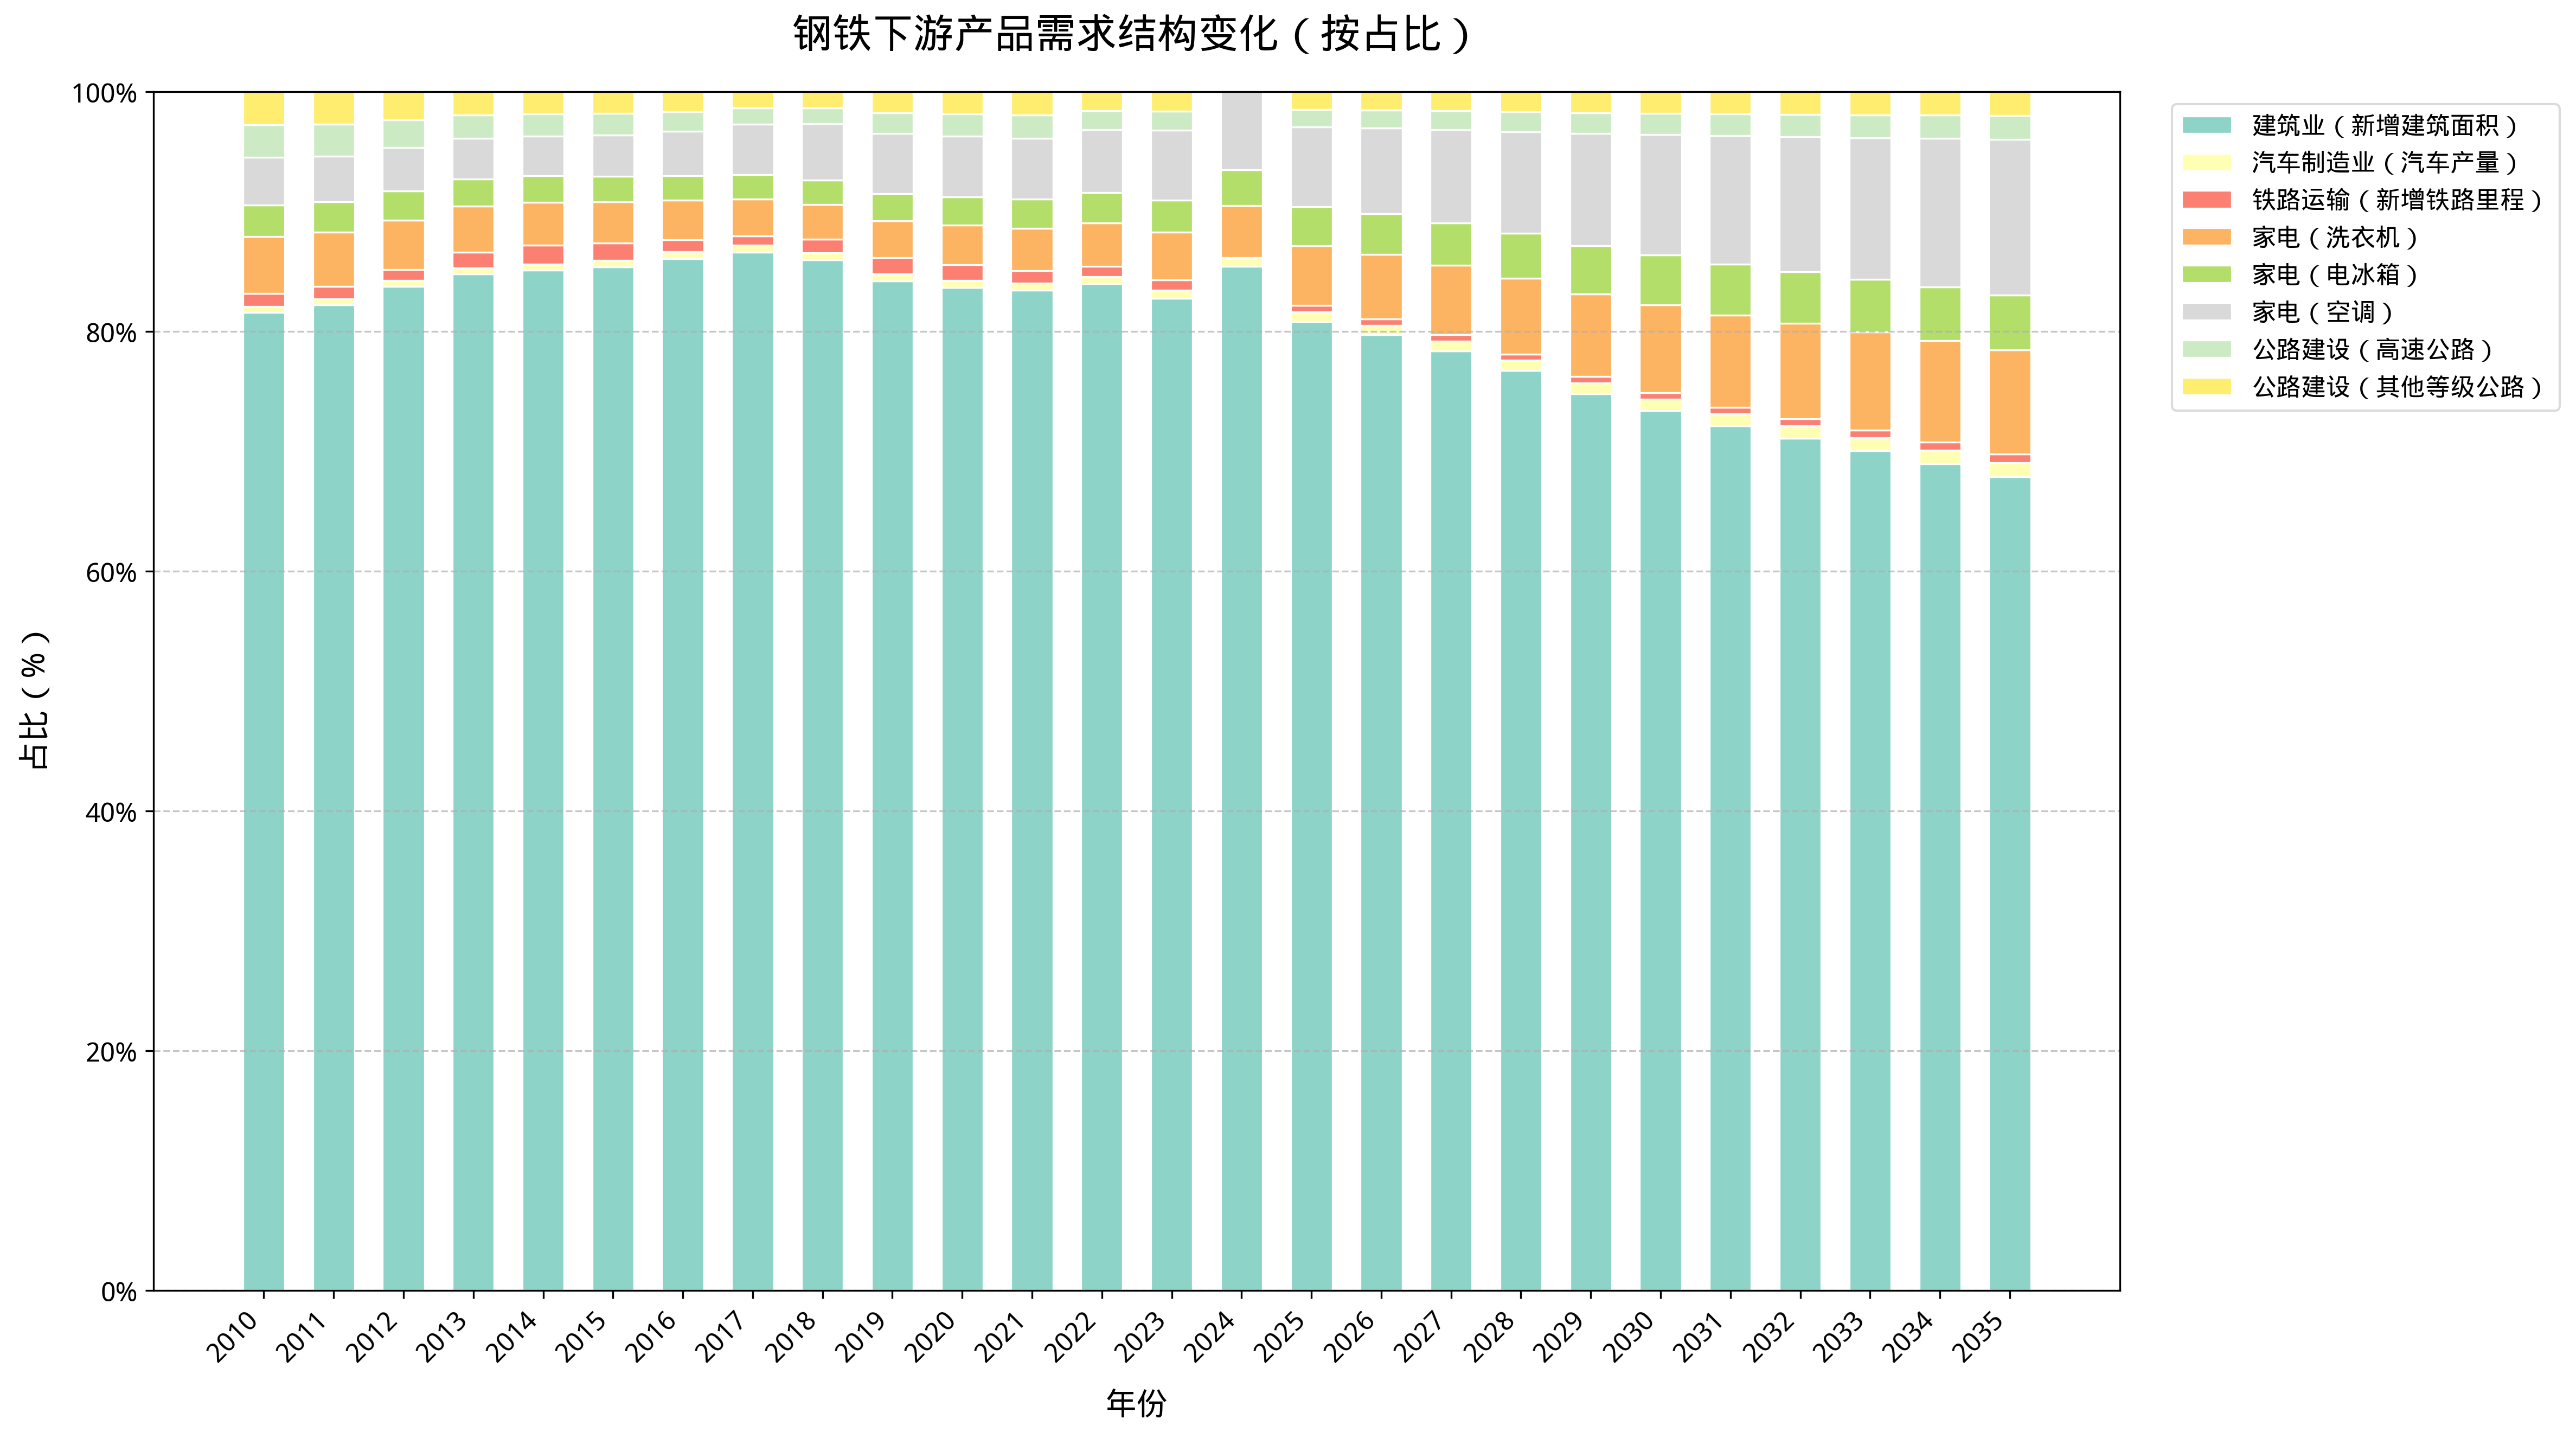 钢铁下游产品需求结构变化（按占比）
100%
80%
60%
40%
20%
0%
占比（%）
2010
2011
2012
2013
2014
2015
2016
2017
2018
2019
2020
2021
2022
2023
2024
2025
2026
2027
2028
2029
2030
2031
2032
2033
2034
2035
年份
建筑业（新增建筑面积）
汽车制造业（汽车产量）
铁路运输（新增铁路里程）
家电（洗衣机）
家电（电冰箱）
家电（空调）
公路建设（高速公路）
公路建设（其他等级公路）